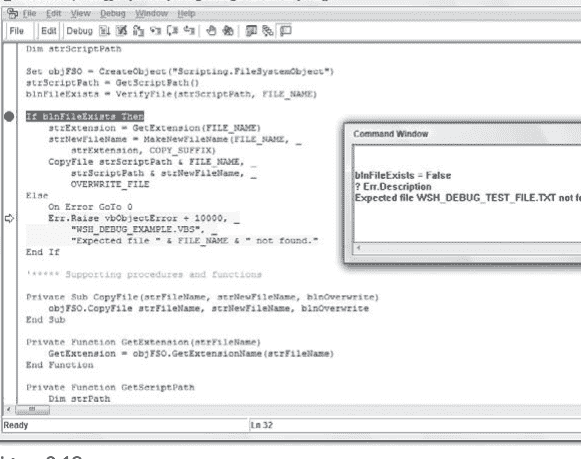 File Edit View Debug Window Help
File Edit Debug
Dim strScriptPath
Set objFSO = CreateObject("Scripting.FileSystemObject")
strScriptPath = GetScriptPath()
blnFileExists = VerifyFile(strScriptPath, FILE_NAME)
If blnFileExists Then
strExtension = GetExtension(FILE_NAME)
strNewFileName = MakeNewFileName(FILE_NAME, _
strExtension, COPY_SUFFIX)
CopyFile strScriptPath & FILE_NAME, _
strScriptPath & strNewFileName, _
OVERWRITE_FILE
Else
On Error GoTo 0
Err.Raise vbObjectError + 10000, _
"WSH_DEBUG_EXAMPLE.VBS", _
"Expected file " & FILE_NAME & " not found."
End If
'***** Supporting procedures and functions
Private Sub CopyFile(strFileName, strNewFileName, blnOverwrite)
objFSO.CopyFile strFileName, strNewFileName, blnOverwrite
End Sub
Private Function GetExtension(strFileName)
GetExtension = objFSO.GetExtensionName(strFileName)
End Function
Private Function GetScriptPath
Dim strPath
Command Window
blnFileExists = False
? Err.Description
Expected file WSH_DEBUG_TEST_FILE.TXT not
Ready Ln 32